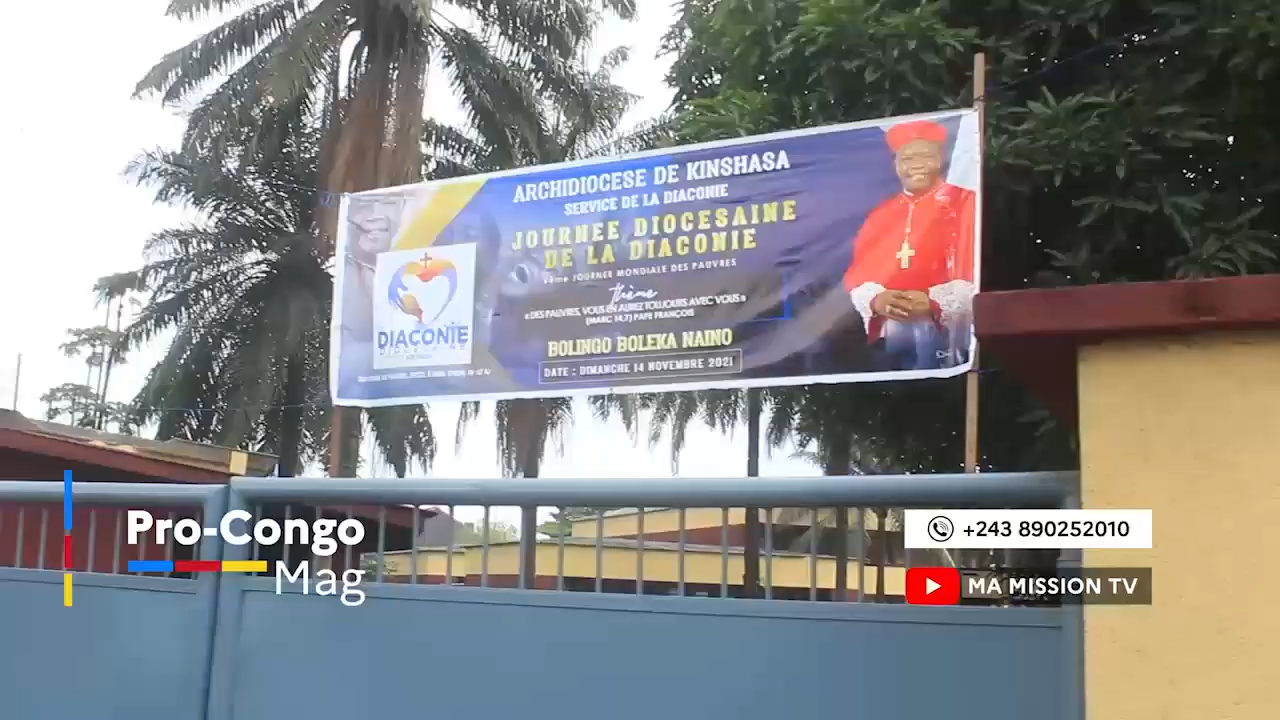 ARCHIDIOCESE DE KINSHASA
SERVICE DE LA DIACONIE
JOURNEE DIOCESAINE
DE LA DIACONIE
JOURNEE MONDIALE DES PAUVRES
thème
« DES PAUVRES, VOUS EN AUREZ TOUJOURS AVEC VOUS »
(MARC 14,7) PAPE FRANÇOIS
BOLINGO BOLEKA NAINO
DATE : DIMANCHE 14 NOVEMBRE 2021
DIACONIE
Pro-Congo
Mag
+243 890252010
MA MISSION TV